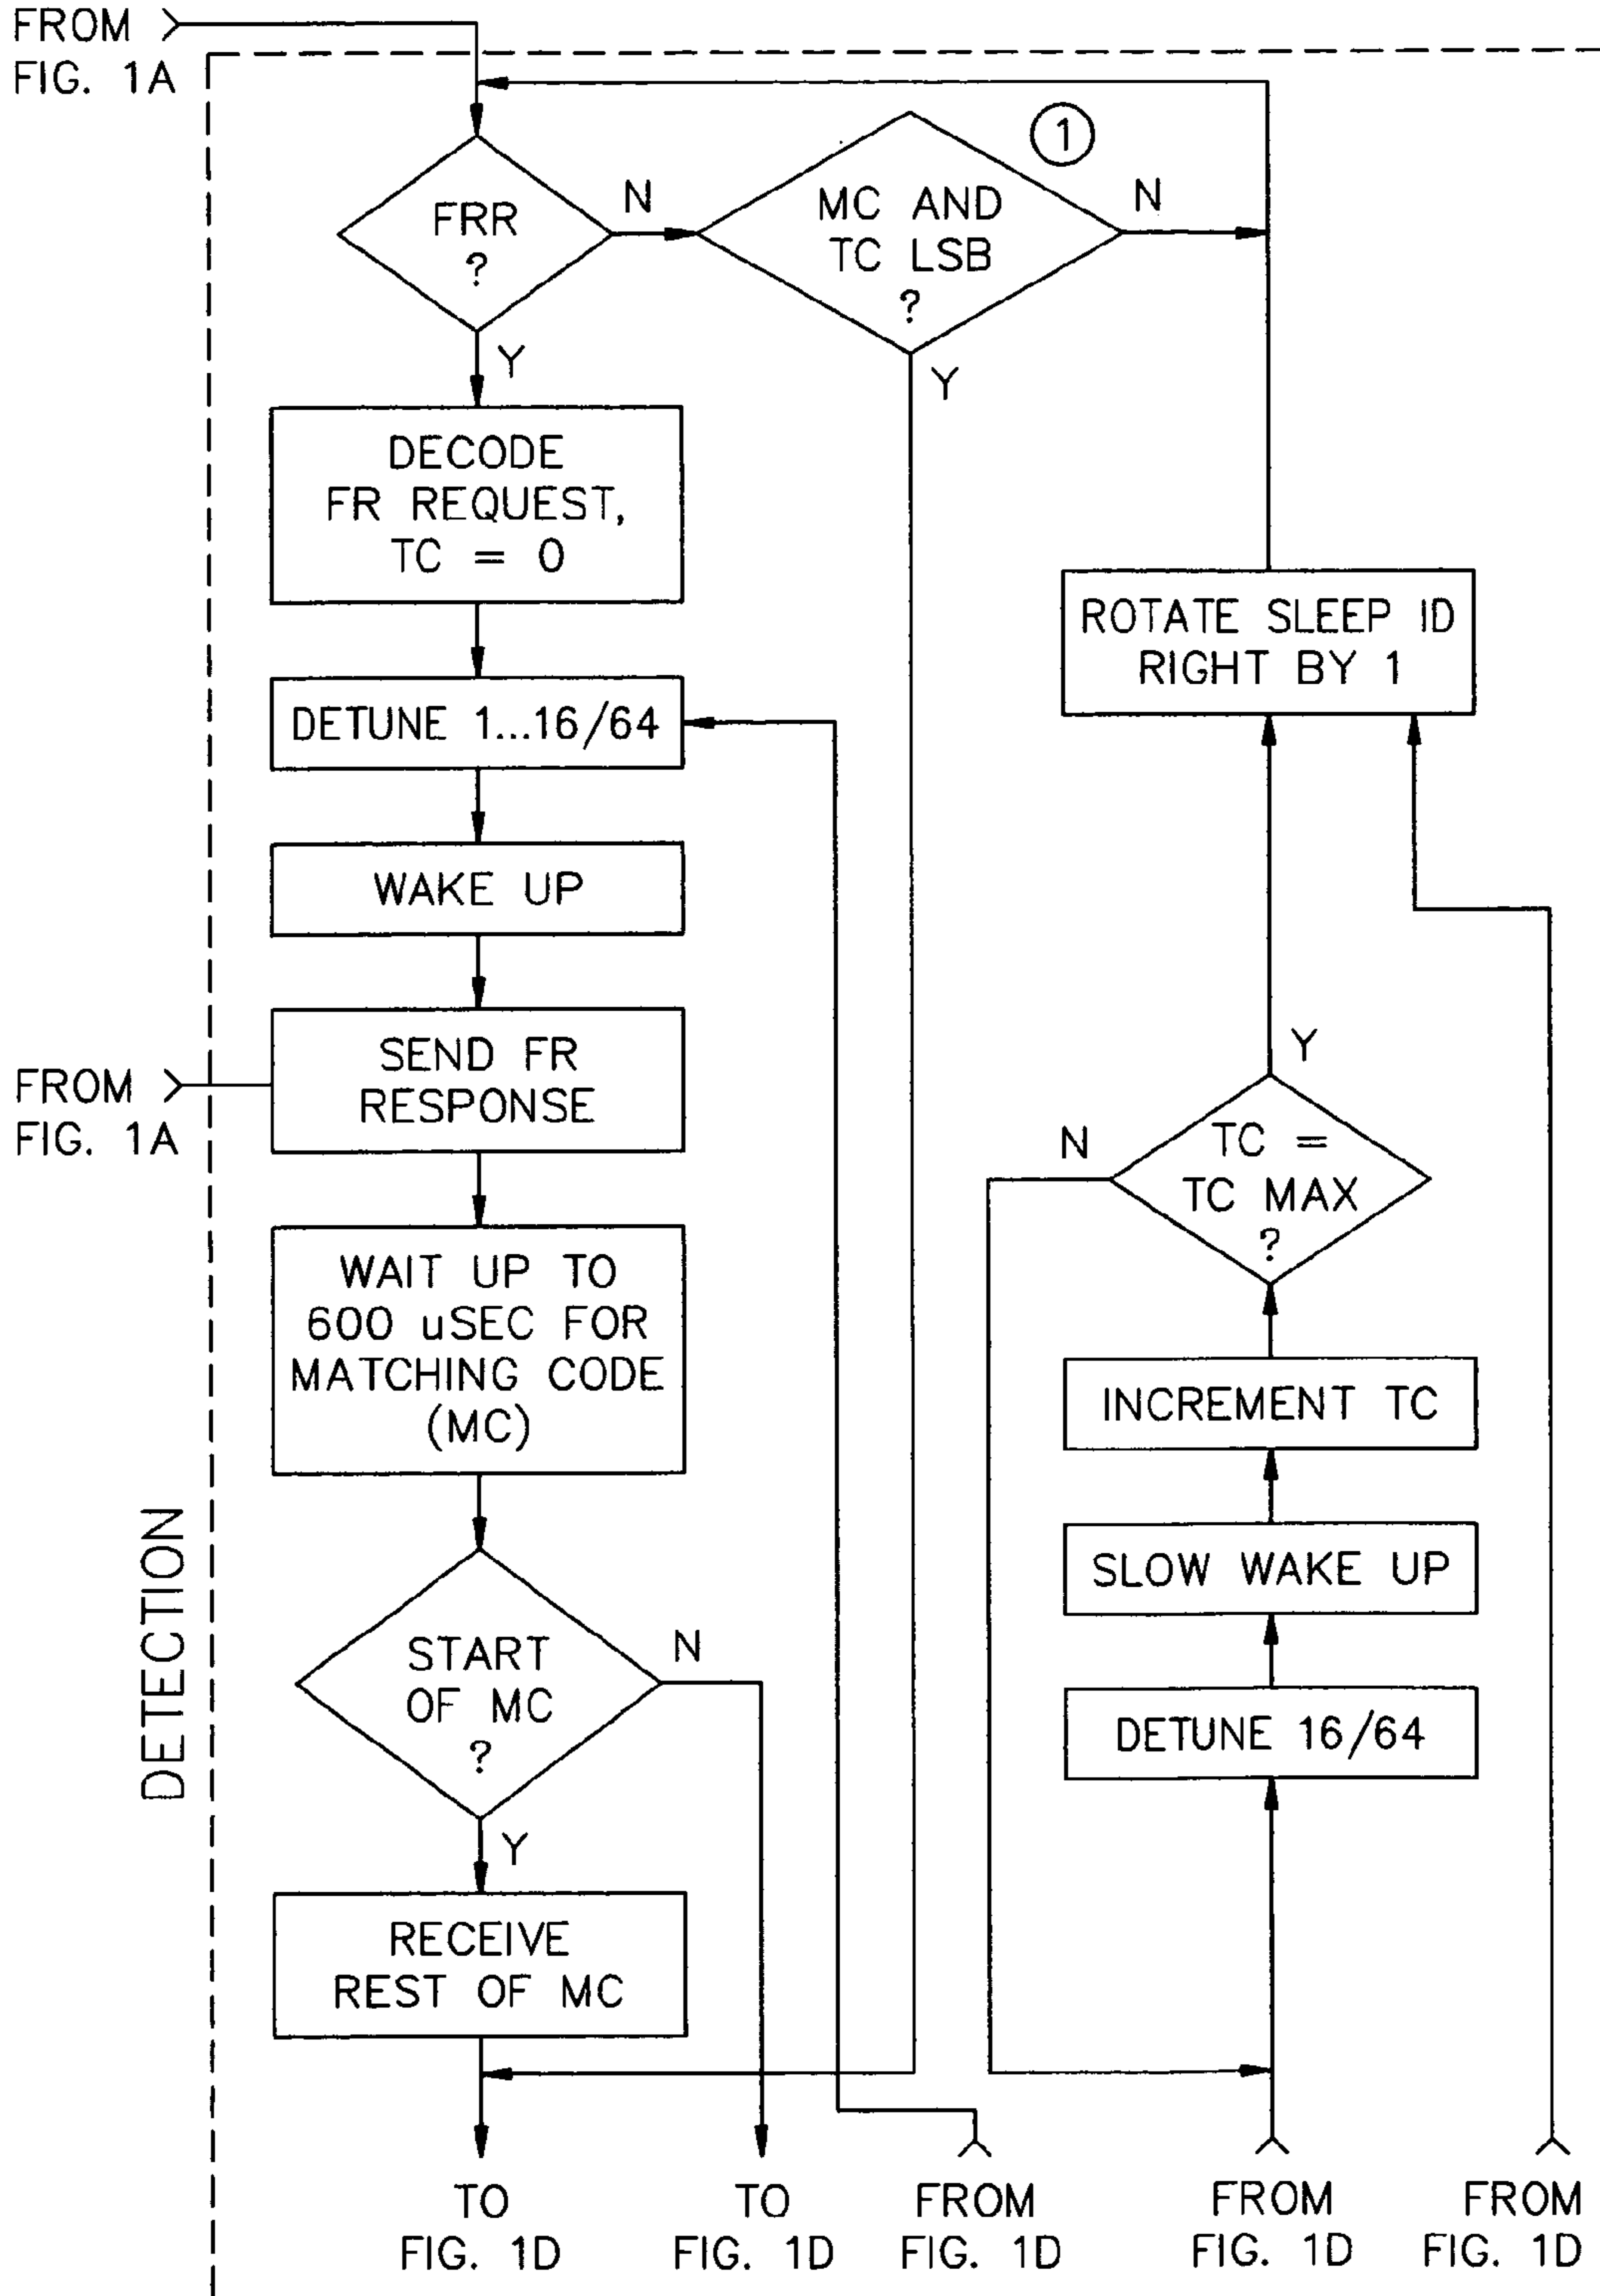 FROM
FIG. 1A
1
FRR
?
N
MC AND
TC LSB
?
N
Y
Y
DECODE
FR REQUEST,
TC = 0
ROTATE SLEEP ID
RIGHT BY 1
DETUNE 1...16/64
WAKE UP
SEND FR
RESPONSE
FROM
FIG. 1A
Y
TC =
TC MAX
?
N
WAIT UP TO
600 uSEC FOR
MATCHING CODE
(MC)
INCREMENT TC
SLOW WAKE UP
DETECTION
START
OF MC
?
N
DETUNE 16/64
Y
RECEIVE
REST OF MC
TO
FIG. 1D
TO
FIG. 1D
FROM
FIG. 1D
FROM
FIG. 1D
FROM
FIG. 1D